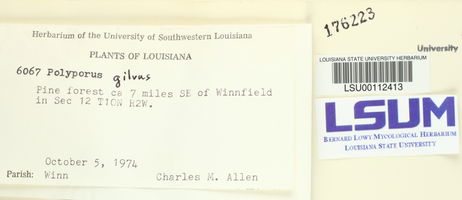 Herbarium of the University of Southwestern Louisiana
PLANTS OF LOUISIANA
6067 Polyporus gilvus
Pine forest ca 7 miles SE of Winnfield
in Sec 12 T10N R2W.
October 5, 1974
Parish: Winn
Charles M. Allen
176223
University
LOUISIANA STATE UNIVERSITY HERBARIUM
LSU00112413
LSUM
BERNARD LOWY MYCOLOGICAL HERBARIUM
LOUISIANA STATE UNIVERSITY